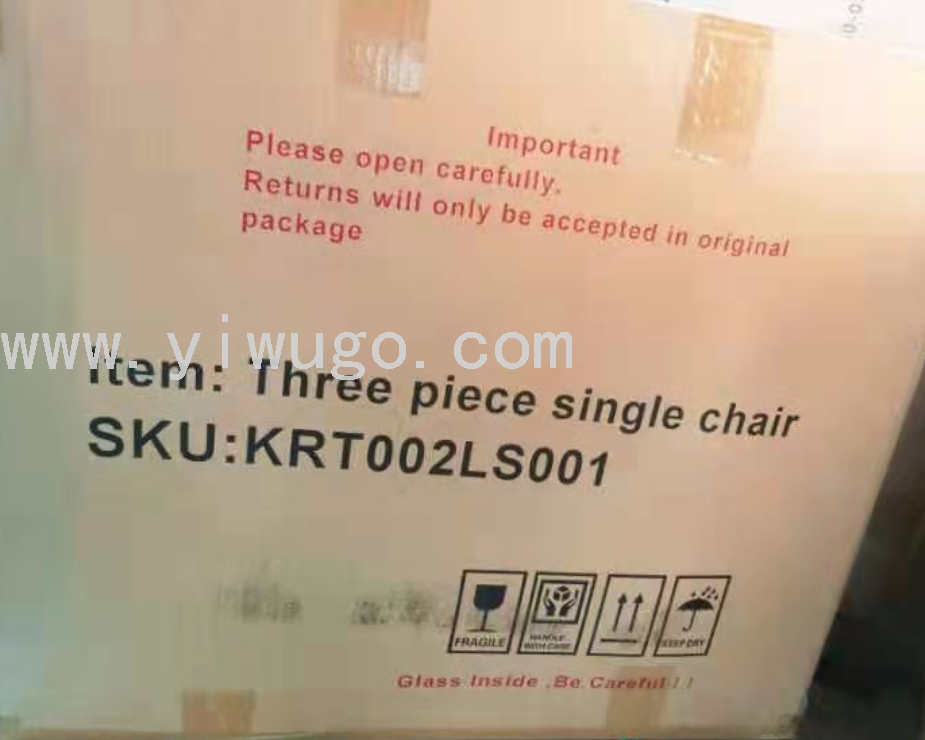 Important
Please open carefully.
Returns will only be accepted in original
package
www.yiwugo.com
Item: Three piece single chair
SKU:KRT002LS001
FRAGILE
HANDLE
WITH CARE
KEEP DRY
Glass Inside ,Be Careful!!